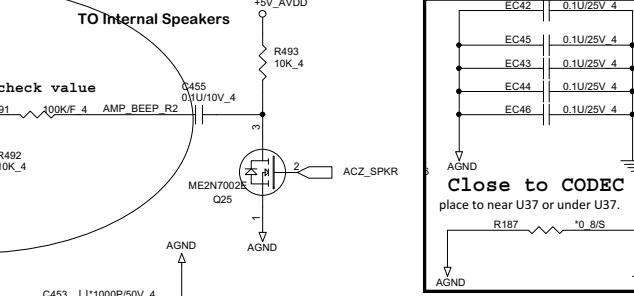 +5V_AVDD
TO Internal Speakers
R493
10K_4
check value
C455
0.1U/10V_4
91
100K/F_4
AMP_BEEP_R2
3
R492
10K_4
2
ACZ_SPKR
ME2N7002E
Q25
1
AGND
AGND
C453
*1000P/50V_4
EC42
0.1U/25V_4
EC45
0.1U/25V_4
EC43
0.1U/25V_4
EC44
0.1U/25V_4
EC46
0.1U/25V_4
AGND
Close to CODEC
place to near U37 or under U37.
R187
*0_8/S
AGND